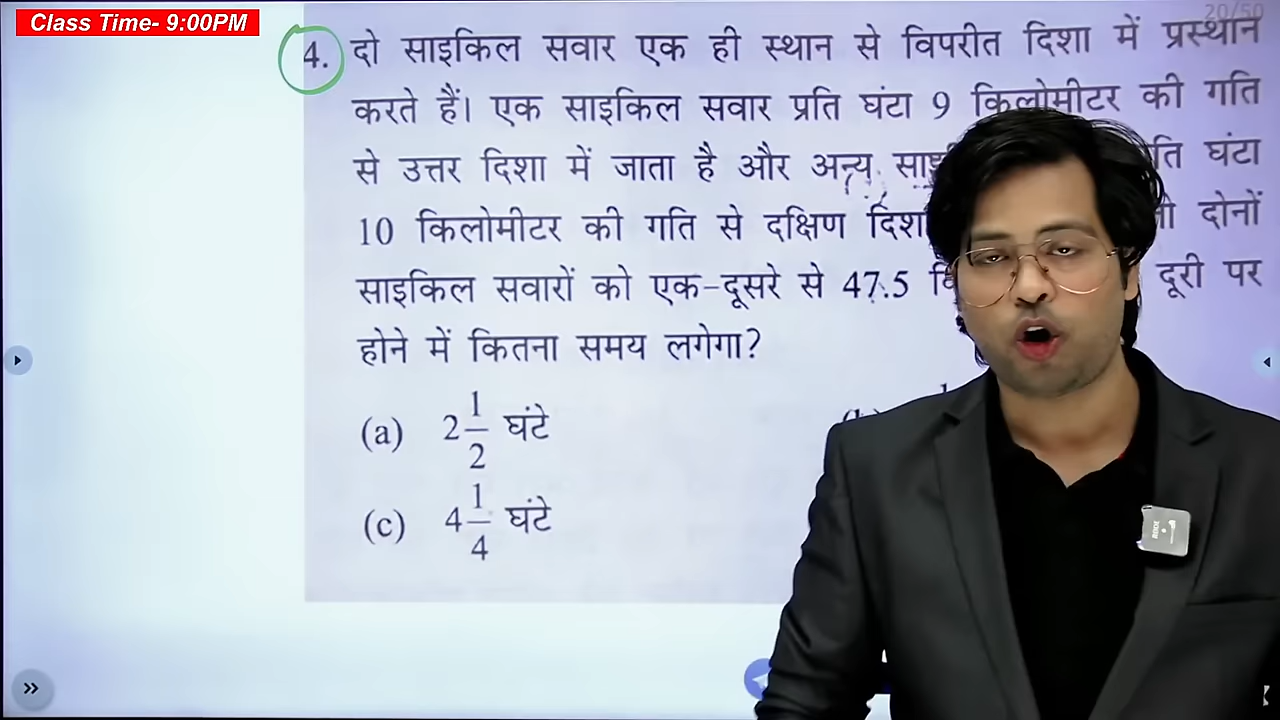 Class Time- 9:00PM
20/50
4. दो साइकिल सवार एक ही स्थान से विपरीत दिशा में प्रस्थान
करते हैं। एक साइकिल सवार प्रति घंटा 9 किलोमीटर की गति
से उत्तर दिशा में जाता है और अन्य घंटा
10 किलोमीटर की गति से दक्षिण दोनों
साइकिल सवारों को एक-दूसरे से 47.5 दूरी पर
होने में कितना समय लगेगा?
(a) 2 1/2 घंटे
(c) 4 1/4 घंटे